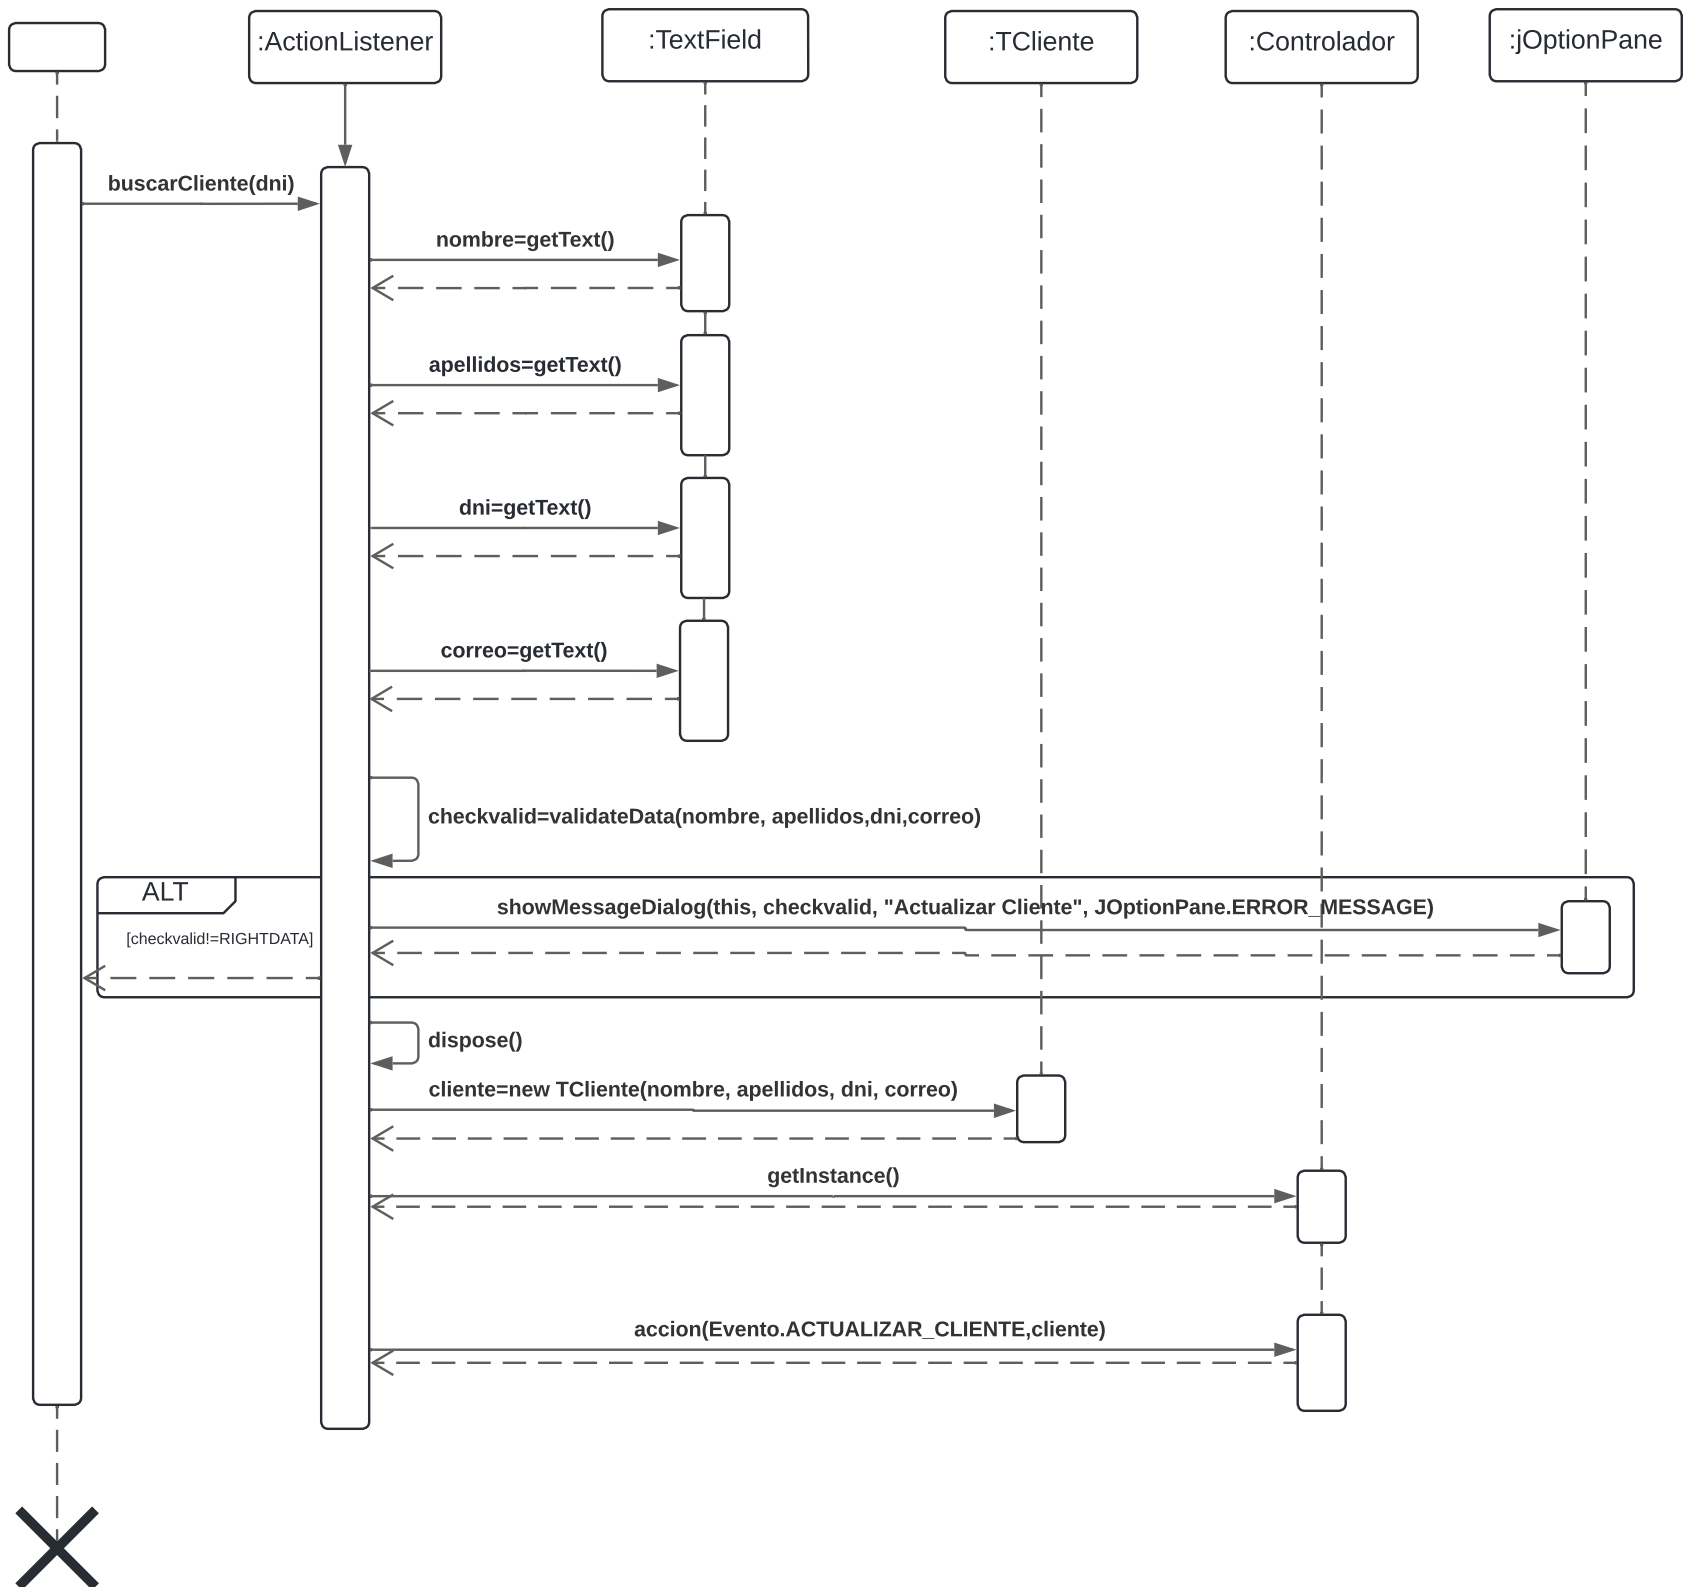 :ActionListener
:TextField
:TCliente
:Controlador
:jOptionPane
buscarCliente(dni)
nombre=getText()
apellidos=getText()
dni=getText()
correo=getText()
checkvalid=validateData(nombre, apellidos,dni,correo)
ALT
showMessageDialog(this, checkvalid, "Actualizar Cliente", JOptionPane.ERROR_MESSAGE)
[checkvalid!=RIGHTDATA]
dispose()
cliente=new TCliente(nombre, apellidos, dni, correo)
getInstance()
accion(Evento.ACTUALIZAR_CLIENTE,cliente)